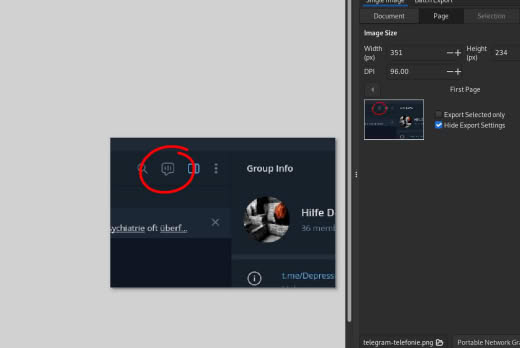 Single Image Batch Export
Document Page Selection
Image Size
Width (px) 351 Height (px) 234
DPI 96.00
First Page
Export Selected only
Hide Export Settings
Group Info
Hilfe D
36 memb
ychiatrie oft überf...
t.me/Depress
telegram-telefonie.png Portable Network Gra